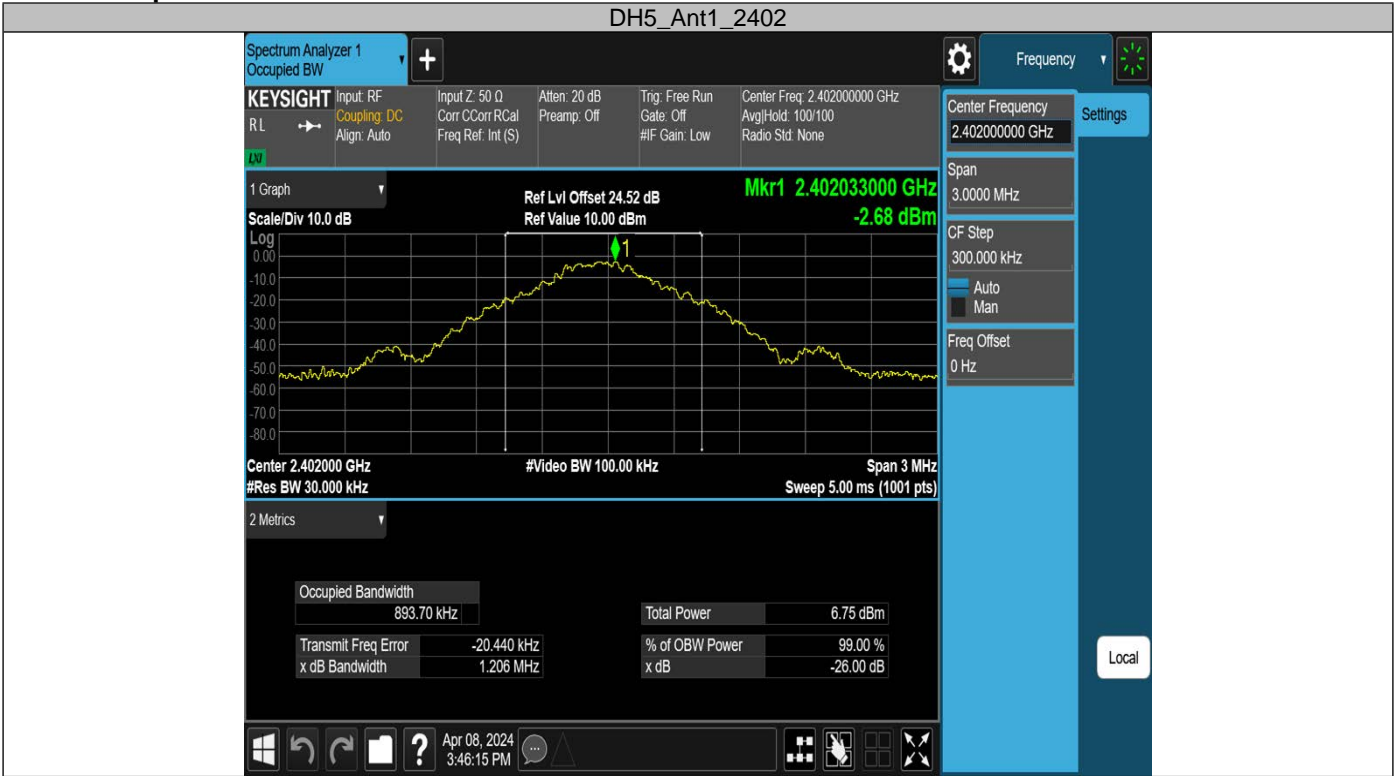 DH5_Ant1_2402
Spectrum Analyzer 1
Occupied BW
+
Frequency
KEYSIGHT
R L
LXI
Input: RF
Coupling: DC
Align: Auto
Input Z: 50 Ω
Corr CCorr RCal
Freq Ref: Int (S)
Atten: 20 dB
Preamp: Off
Trig: Free Run
Gate: Off
#IF Gain: Low
Center Freq: 2.402000000 GHz
Avg|Hold: 100/100
Radio Std: None
Center Frequency
2.402000000 GHz
Settings
Span
3.0000 MHz
CF Step
300.000 kHz
Auto
Man
Freq Offset
0 Hz
Local
1 Graph
Scale/Div 10.0 dB
Ref Lvl Offset 24.52 dB
Ref Value 10.00 dBm
Mkr1 2.402033000 GHz
-2.68 dBm
Log
0.00
-10.0
-20.0
-30.0
-40.0
-50.0
-60.0
-70.0
-80.0
1
Center 2.402000 GHz
#Video BW 100.00 kHz
Span 3 MHz
#Res BW 30.000 kHz
Sweep 5.00 ms (1001 pts)
2 Metrics
Occupied Bandwidth
893.70 kHz
Total Power 6.75 dBm
Transmit Freq Error -20.440 kHz
% of OBW Power 99.00 %
x dB Bandwidth 1.206 MHz
x dB -26.00 dB
?
Apr 08, 2024
3:46:15 PM